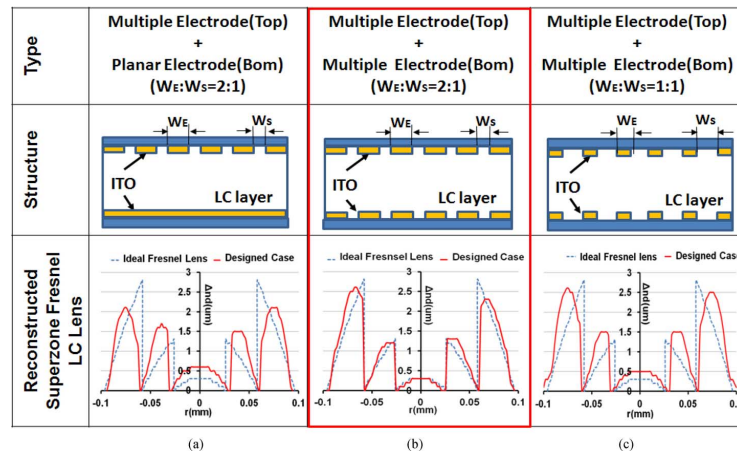 Type
Multiple Electrode(Top)
+
Planar Electrode(Bom)
(WE:WS=2:1)
Multiple Electrode(Top)
+
Multiple Electrode(Bom)
(WE:WS=2:1)
Multiple Electrode(Top)
+
Multiple Electrode(Bom)
(WE:WS=1:1)
Structure
WE WS
ITO
LC layer
WE WS
ITO
LC layer
WE WS
ITO
LC layer
Reconstructed
Superzone Fresnel
LC Lens
Ideal Fresnel Lens Designed Case
3
2.5
2
1.5
1
0.5
0
Δnd(um)
-0.1 -0.05 0 0.05 0.1
r(mm)
Ideal Fresnsel Lens Designed Case
3
2.5
2
1.5
1
0.5
0
Δnd(um)
-0.1 -0.05 0 0.05 0.1
r(mm)
Ideal Fresnel lens Designed Case
3
2.5
2
1.5
1
0.5
0
Δnd(um)
-0.1 -0.05 0 0.05 0.1
r(mm)
(a) (b) (c)